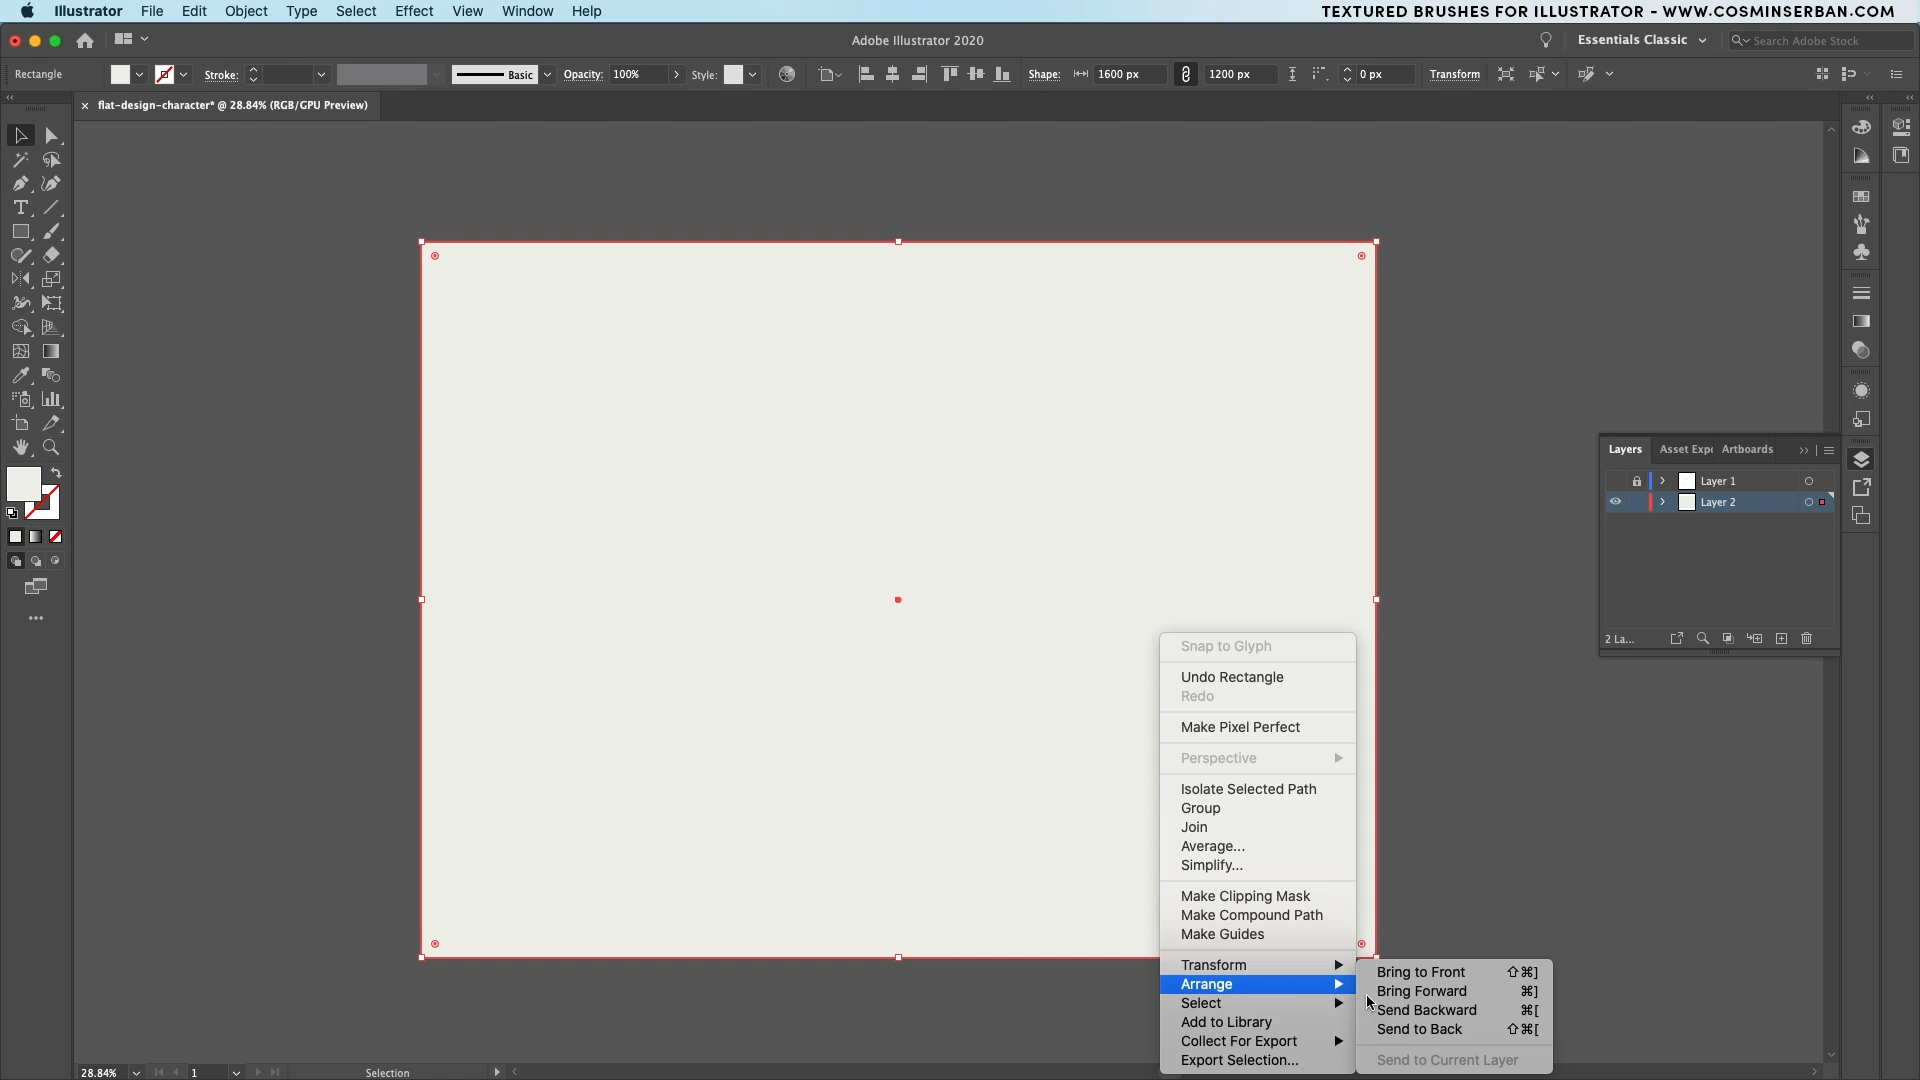 Illustrator File Edit Object Type Select Effect View Window Help
TEXTURED BRUSHES FOR ILLUSTRATOR - WWW.COSMINSERBAN.COM
Adobe Illustrator 2020
Essentials Classic
Search Adobe Stock
Rectangle
Stroke:
Basic
Opacity: 100%
Style:
Shape: 1600 px
1200 px
0 px
Transform
× flat-design-character* @ 28.84% (RGB/GPU Preview)
Layers Asset Expo Artboards
Layer 1
Layer 2
2 La...
Snap to Glyph
Undo Rectangle
Redo
Make Pixel Perfect
Perspective
Isolate Selected Path
Group
Join
Average...
Simplify...
Make Clipping Mask
Make Compound Path
Make Guides
Transform
Arrange
Select
Add to Library
Collect For Export
Export Selection...
Bring to Front ⇧⌘]
Bring Forward ⌘]
Send Backward ⌘[
Send to Back ⇧⌘[
Send to Current Layer
28.84%
1
Selection